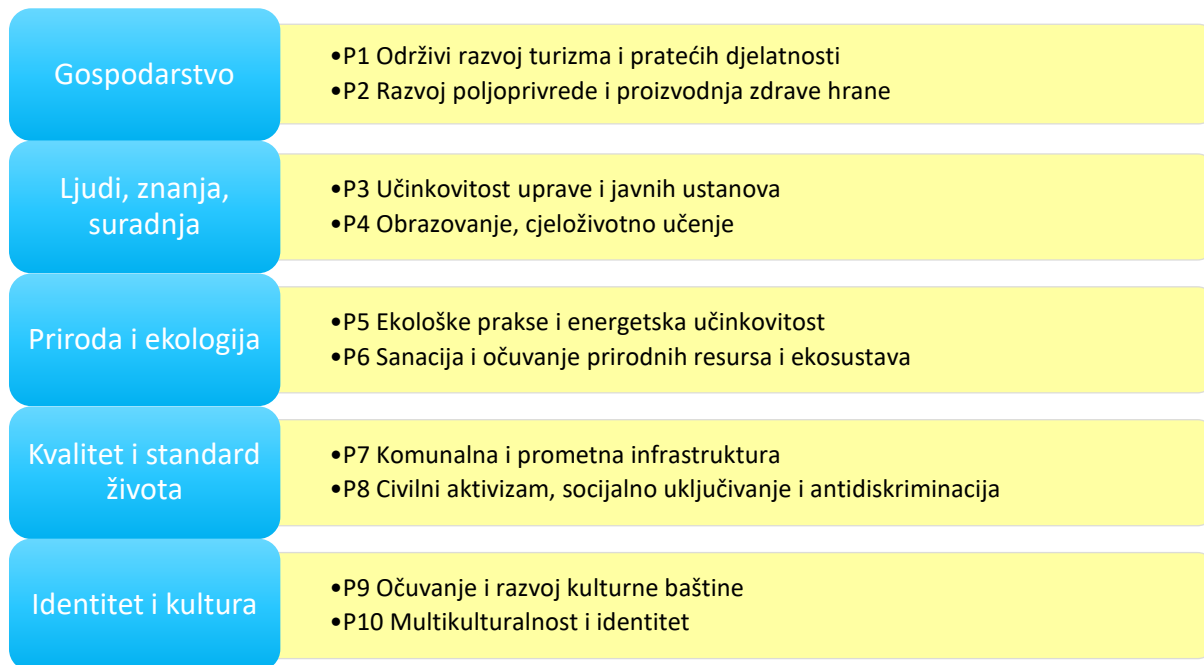 Gospodarstvo
•P1 Održivi razvoj turizma i pratećih djelatnosti
•P2 Razvoj poljoprivrede i proizvodnja zdrave hrane
Ljudi, znanja,
suradnja
•P3 Učinkovitost uprave i javnih ustanova
•P4 Obrazovanje, cjeloživotno učenje
Priroda i ekologija
•P5 Ekološke prakse i energetska učinkovitost
•P6 Sanacija i očuvanje prirodnih resursa i ekosustava
Kvalitet i standard
života
•P7 Komunalna i prometna infrastruktura
•P8 Civilni aktivizam, socijalno uključivanje i antidiskriminacija
Identitet i kultura
•P9 Očuvanje i razvoj kulturne baštine
•P10 Multikulturalnost i identitet